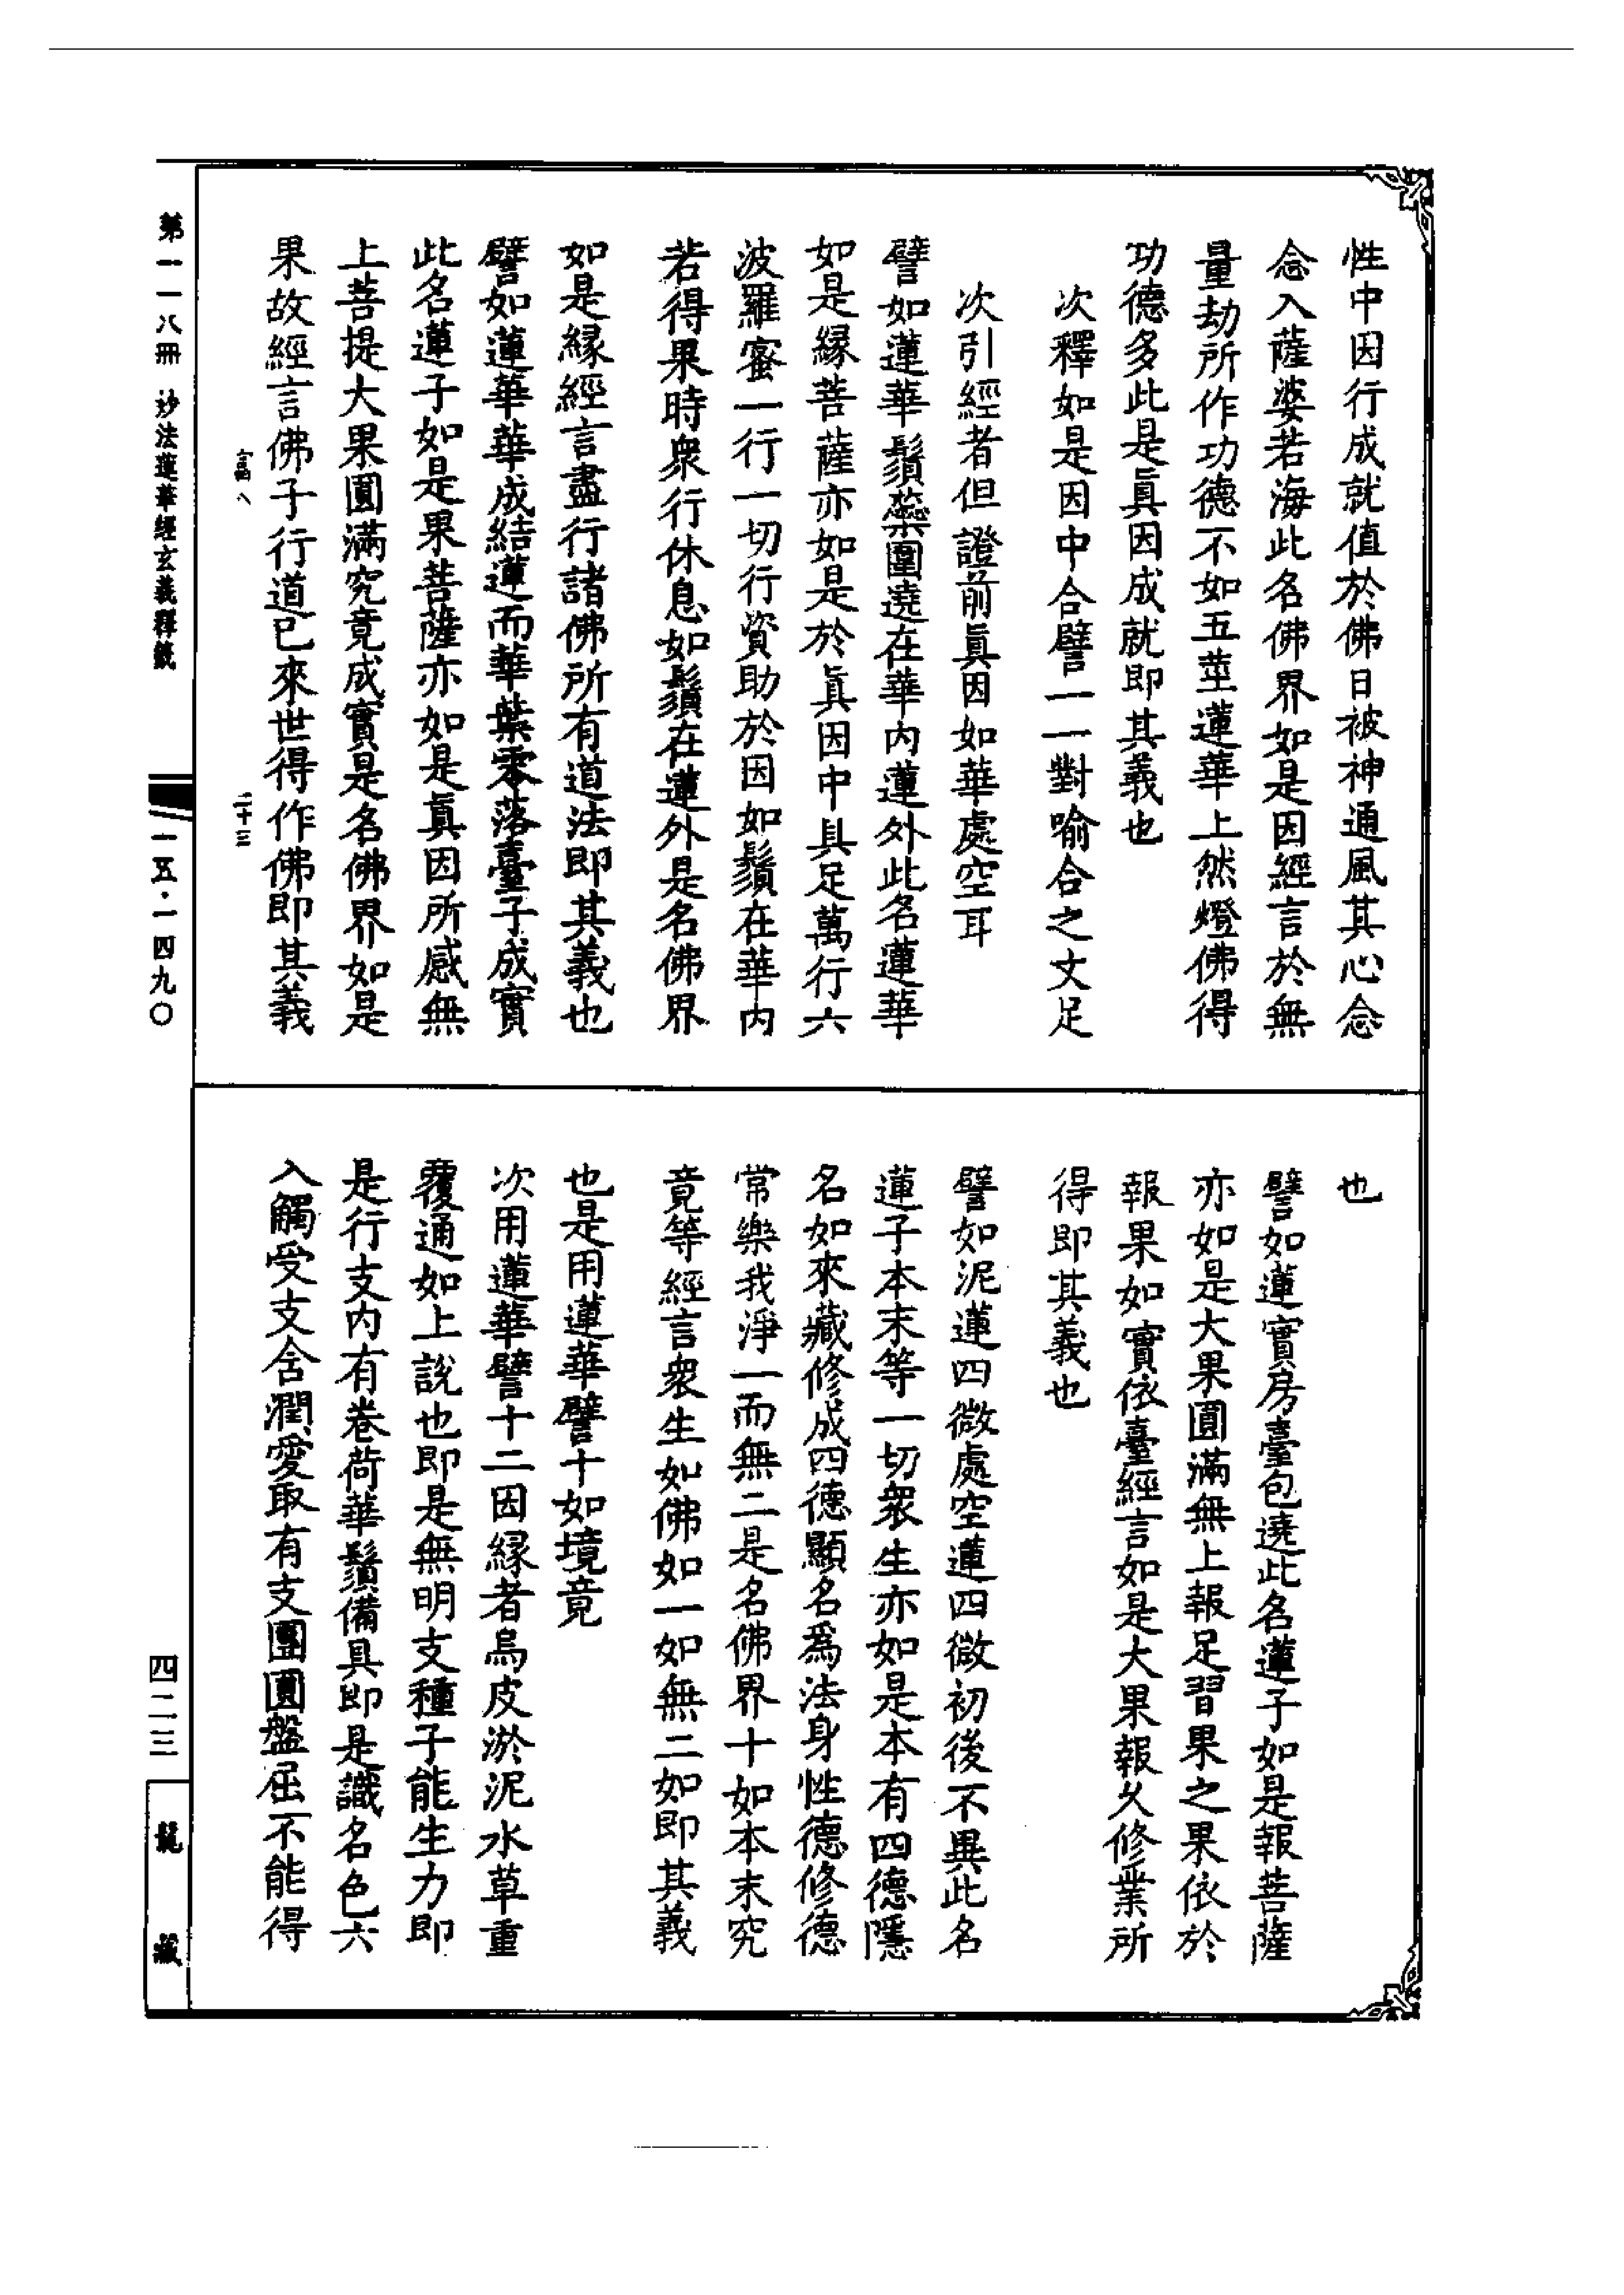 性中因行成就值於佛日被神通風其心念
念入薩婆若海此名佛界如是因經言於無
量劫所作功德不如五莖蓮華上然燈佛得
功德多此是眞因成就即其義也
次釋如是因中合譬一一對喻合之文足
次引經者但證前眞因如華處空耳
譬如蓮華鬚蘂圍遶在華内蓮外此名蓮華
如是緣菩薩亦如是於眞因中具足萬行六
波羅蜜一行一切行資助於因如鬚在華内
若得果時衆行休息如鬚在蓮外是名佛界
如是緣經言盡行諸佛所有道法即其義也
譬如蓮華華成結蓮而華葉零落臺子成實
此名蓮子如是果菩薩亦如是眞因所感無
上菩提大果圓滿究竟成實是名佛界如是
果故經言佛子行道已來世得作佛即其義
富八
二十三
也
譬如蓮實房臺包遶此名蓮子如是報菩薩
亦如是大果圓滿無上報足習果之果依於
報果如實依臺經言如是大果報久修業所
得即其義也
譬如泥蓮四微處空蓮四微初後不異此名
蓮子本末等一切衆生亦如是本有四德隱
名如來藏修成四德顯名爲法身性德修德
常樂我淨一而無二是名佛界十如本末究
竟等經言衆生如佛如一如無二如即其義
也是用蓮華譬十如境竟
次用蓮華譬十二因緣者烏皮淤泥水草重
覆通如上說也即是無明支種子能生力即
是行支内有卷荷華鬚備具即是識名色六
入觸受支含潤愛取有支團圓盤屈不能得
第一一八冊 妙法蓮華經玄義釋籤
一五·一四九〇
四二三
龍藏